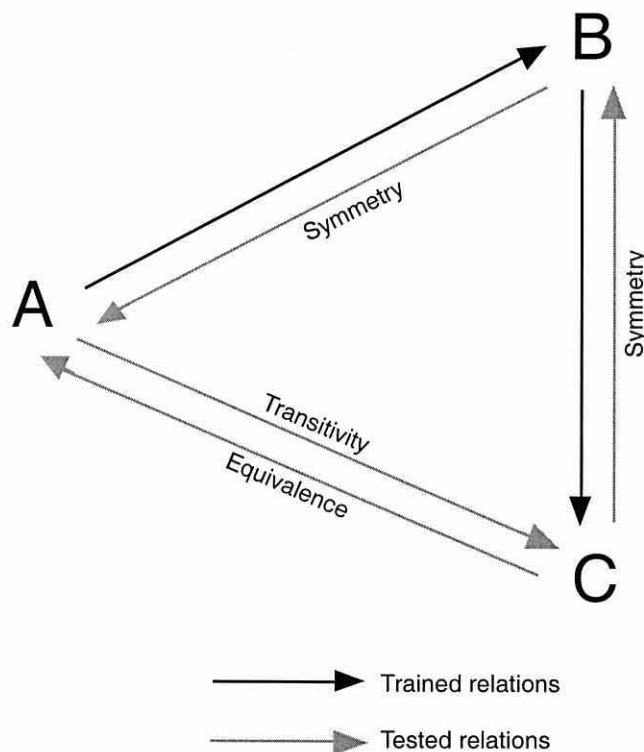 B
Symmetry
A
Symmetry
Transitivity
Equivalence
C
Trained relations
Tested relations